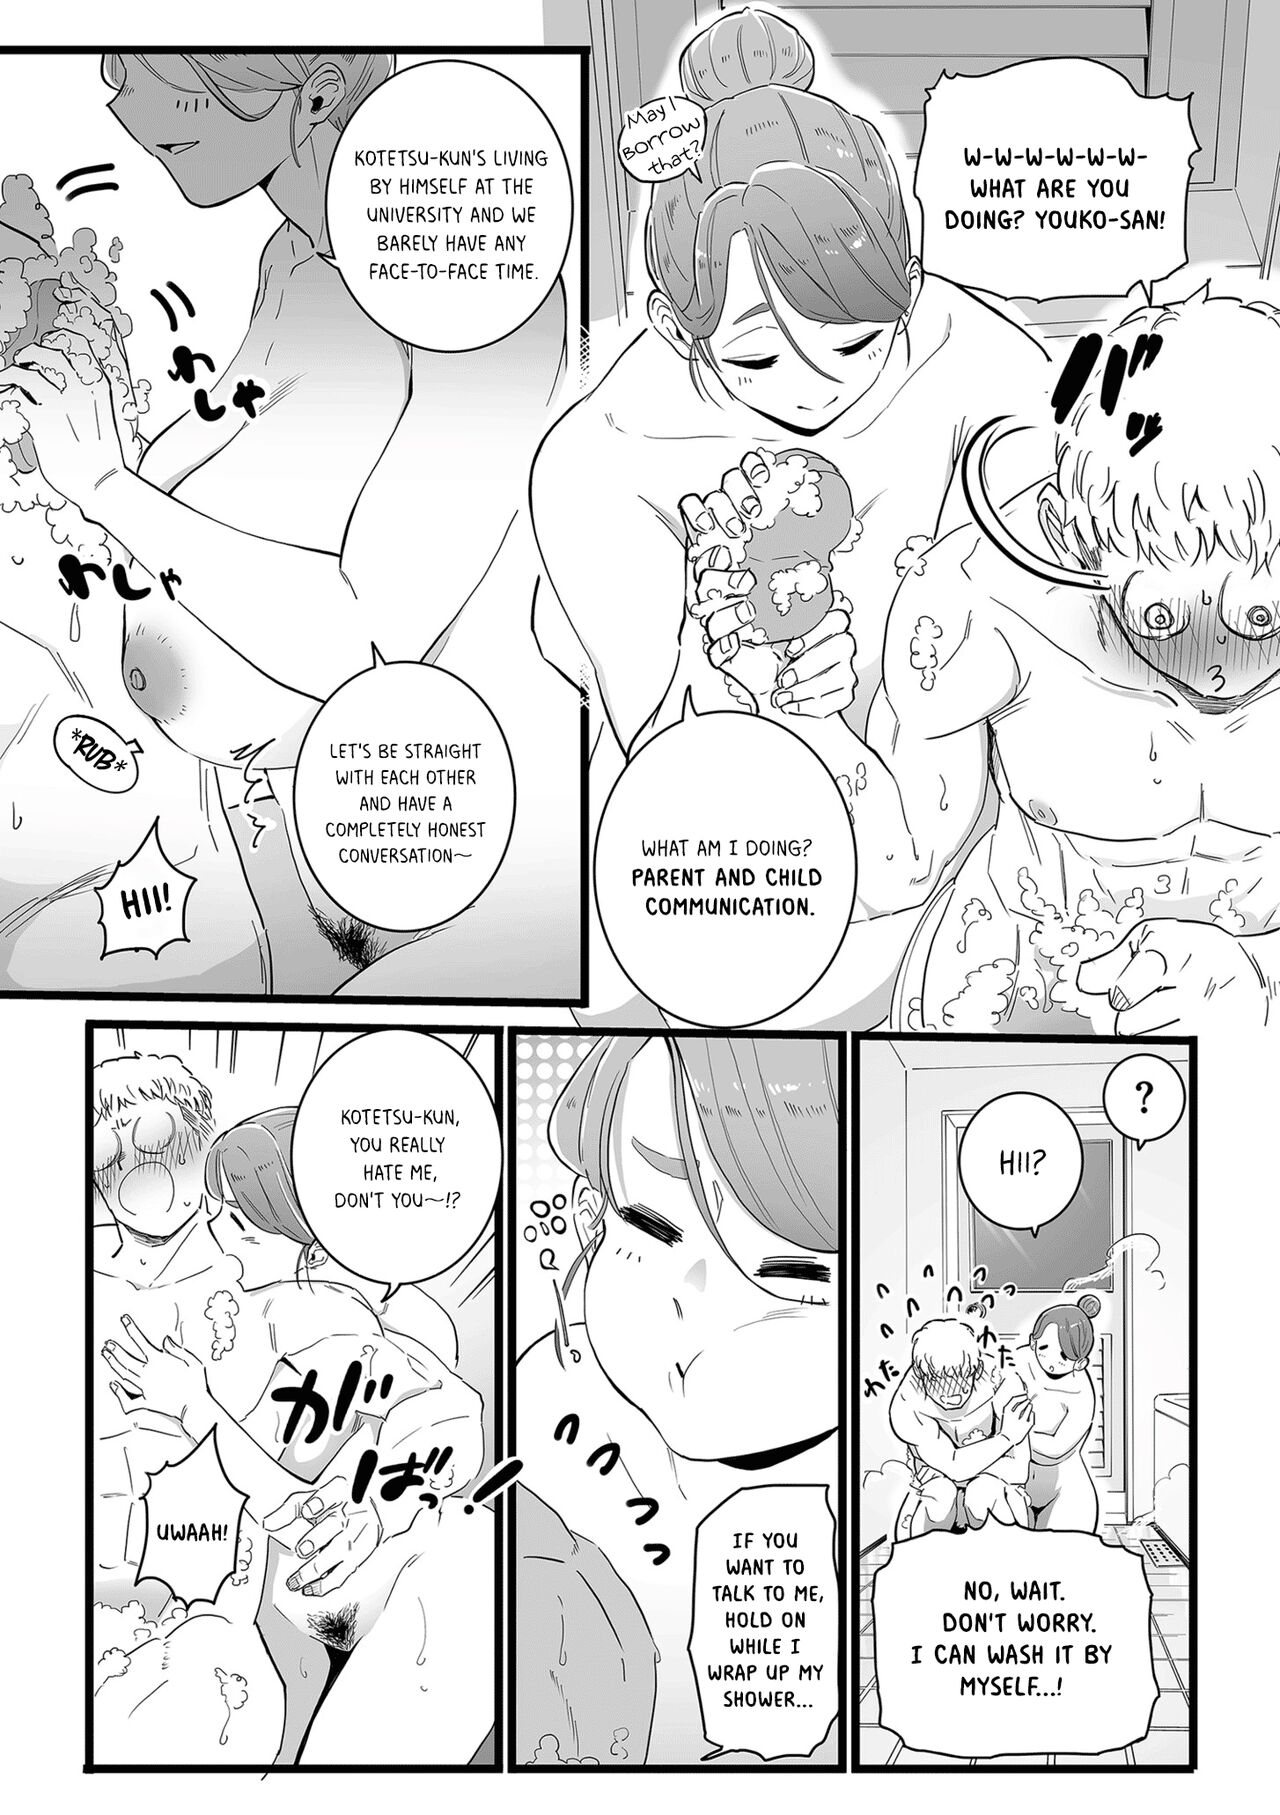 W-W-W-W-W-W-
WHAT ARE YOU
DOING? YOUKO-SAN!
May I
Borrow
that?
WHAT AM I DOING?
PARENT AND CHILD
COMMUNICATION.
KOTETSU-KUN'S LIVING
BY HIMSELF AT THE
UNIVERSITY AND WE
BARELY HAVE ANY
FACE-TO-FACE TIME.
わしゃ
わしゃ
LET'S BE STRAIGHT
WITH EACH OTHER
AND HAVE A
COMPLETELY HONEST
CONVERSATION~
*RUB*
HII!
?
HII?
わた
わた
NO, WAIT.
DON'T WORRY.
I CAN WASH IT BY
MYSELF...!
IF YOU
WANT TO
TALK TO ME,
HOLD ON
WHILE I
WRAP UP MY
SHOWER...
KOTETSU-KUN,
YOU REALLY
HATE ME,
DON'T YOU~!?
がばっ!
UWAAH!